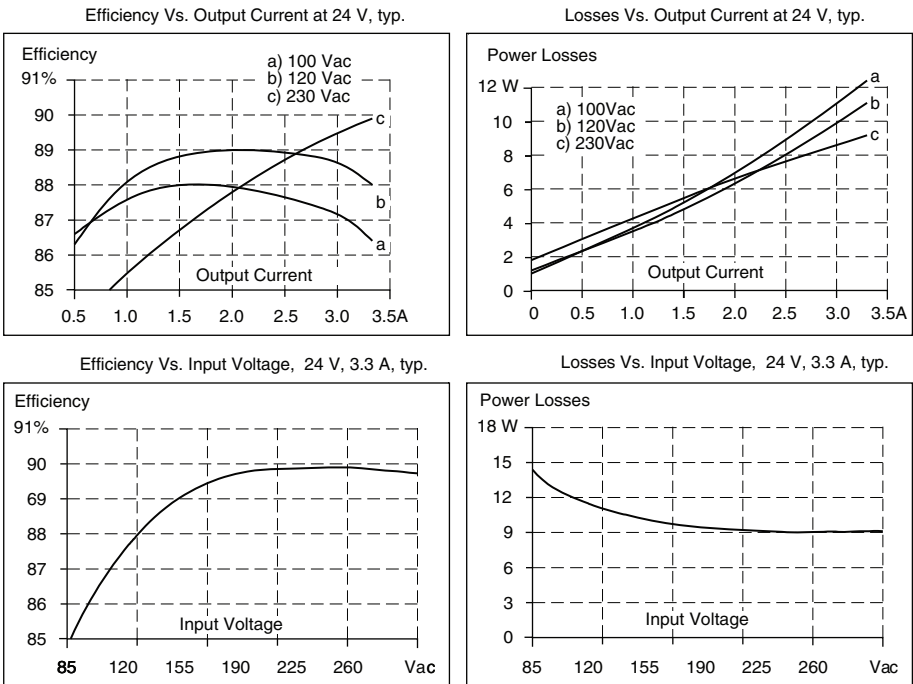 Efficiency Vs. Output Current at 24 V, typ.
Efficiency
91%
90
89
88
87
86
85
a) 100 Vac
b) 120 Vac
c) 230 Vac
c
b
a
Output Current
0.5 1.0 1.5 2.0 2.5 3.0 3.5A
Losses Vs. Output Current at 24 V, typ.
Power Losses
12 W
10
8
6
4
2
0
a) 100Vac
b) 120Vac
c) 230Vac
a
b
c
Output Current
0 0.5 1.0 1.5 2.0 2.5 3.0 3.5A
Efficiency Vs. Input Voltage, 24 V, 3.3 A, typ.
Efficiency
91%
90
69
88
87
86
85
Input Voltage
85 120 155 190 225 260 Vac
Losses Vs. Input Voltage, 24 V, 3.3 A, typ.
Power Losses
18 W
15
12
9
6
3
0
Input Voltage
85 120 155 190 225 260 Vac